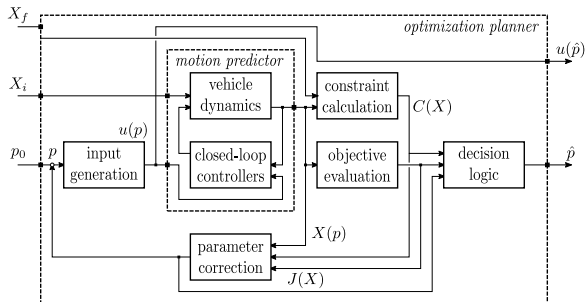 X_f
optimization planner
motion predictor
u(p̂)
X_i
vehicle
dynamics
constraint
calculation
C(X)
u(p)
p_0
p
input
generation
closed-loop
controllers
objective
evaluation
decision
logic
p̂
X(p)
parameter
correction
J(X)